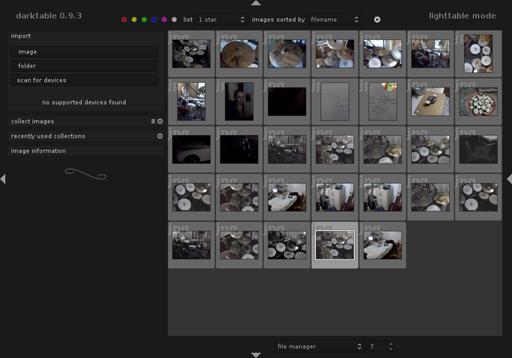 darktable 0.9.3
list 1 star images sorted by filename
lighttable mode
import
image
folder
scan for devices
no supported devices found
collect images
recently used collections
image information
file manager 7